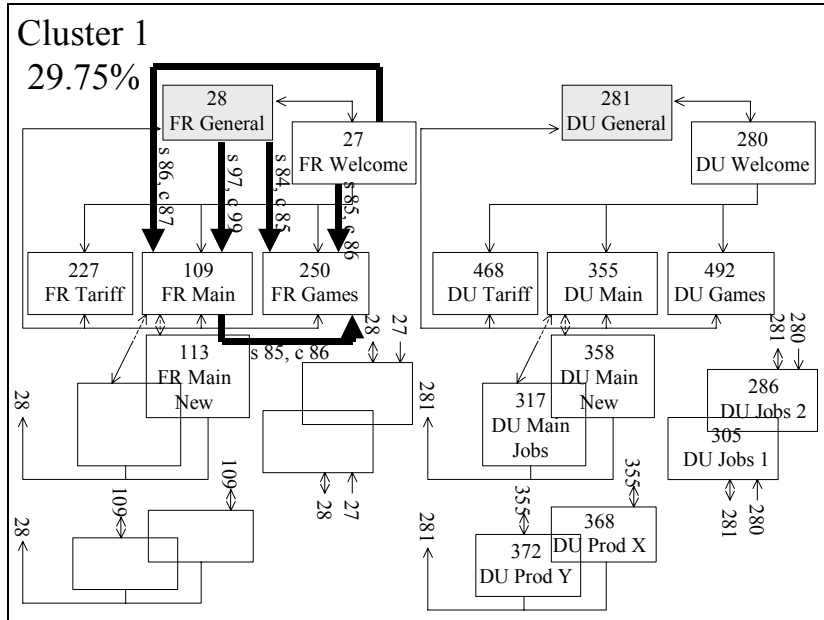 Cluster 1
29.75%
28
FR General
27
FR Welcome
281
DU General
280
DU Welcome
s 86, c 87
s 97, c 99
s 84, c 85
s 85, c 86
227
FR Tariff
109
FR Main
250
FR Games
468
DU Tariff
355
DU Main
492
DU Games
s 85, c 86
28
27
281
280
113
FR Main
New
358
DU Main
New
317
DU Main
Jobs
286
DU Jobs 2
305
DU Jobs 1
28
281
28
27
281
280
109
109
355
355
28
281
368
DU Prod X
372
DU Prod Y